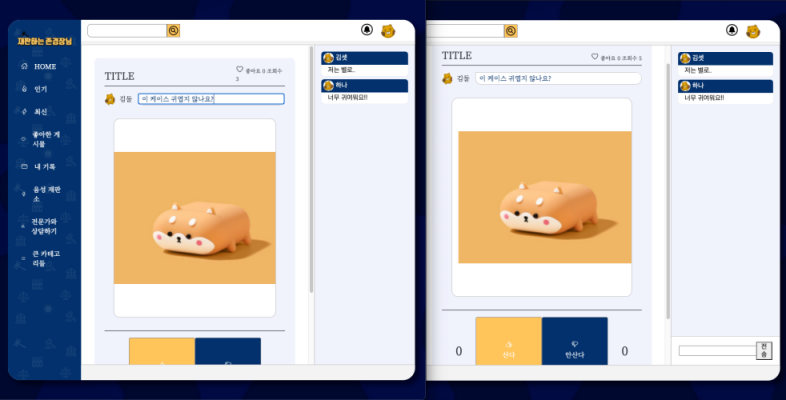 재판하는 존경장님
HOME
인기
최신
좋아한 게
시물
내 기록
음성 재판
소
전문가와
상담하기
큰 카테고
리들
TITLE
좋아요 0 조회수
3
김둘
이 케이스 귀엽지 않나요?
김셋
저는 별로..
하나
너무 귀여워요!!
TITLE
좋아요 0 조회수 5
김둘
이 케이스 귀엽지 않나요?
0
산다
안산다
0
김셋
저는 별로..
하나
너무 귀여워요!!
전
송